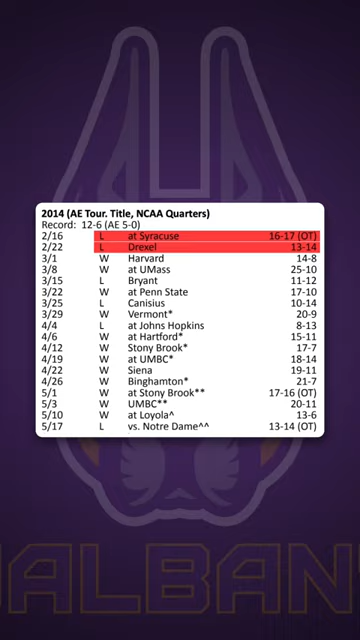 2014 (AE Tour. Title, NCAA Quarters)
Record: 12-6 (AE 5-0)
2/16 L at Syracuse 16-17 (OT)
2/22 L Drexel 13-14
3/1 W Harvard 14-8
3/8 W at UMass 25-10
3/15 L Bryant 11-12
3/22 W at Penn State 17-10
3/25 L Canisius 10-14
3/29 W Vermont* 20-9
4/4 L at Johns Hopkins 8-13
4/6 W at Hartford* 15-11
4/12 W Stony Brook* 17-7
4/19 W at UMBC* 18-14
4/22 W Siena 19-11
4/26 W Binghamton* 21-7
5/1 W at Stony Brook** 17-16 (OT)
5/3 W UMBC** 20-11
5/10 W at Loyola^ 13-6
5/17 L vs. Notre Dame^^ 13-14 (OT)
UALBANY